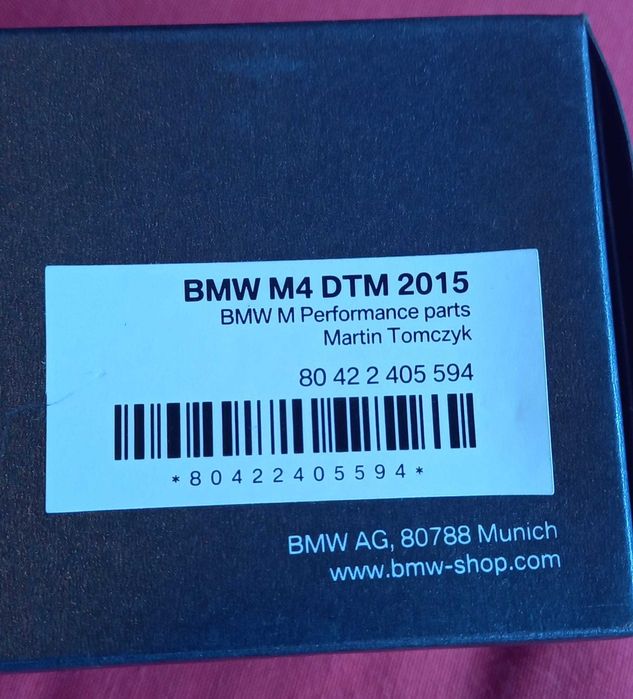 BMW M4 DTM 2015
BMW M Performance parts
Martin Tomczyk
80 42 2 405 594
*80422405594*
BMW AG, 80788 Munich
www.bmw-shop.com